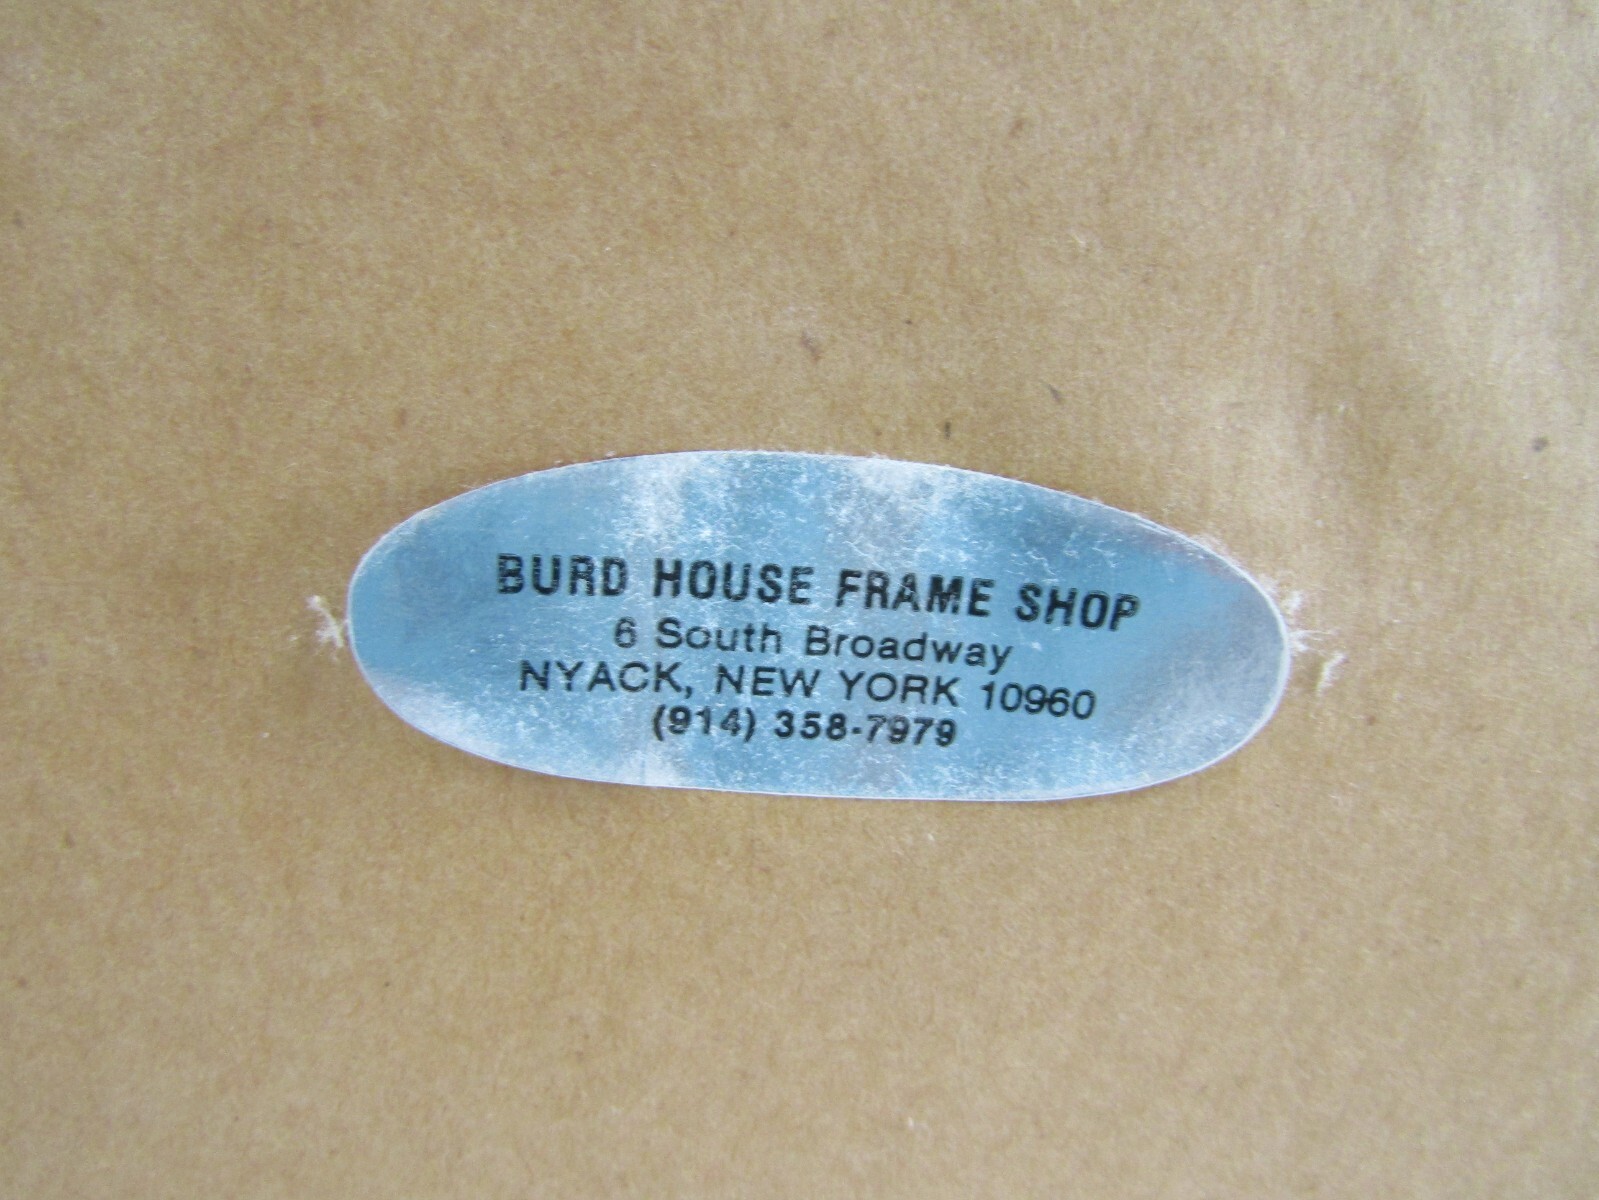 BURD HOUSE FRAME SHOP
6 South Broadway
NYACK, NEW YORK 10960
(914) 358-7979